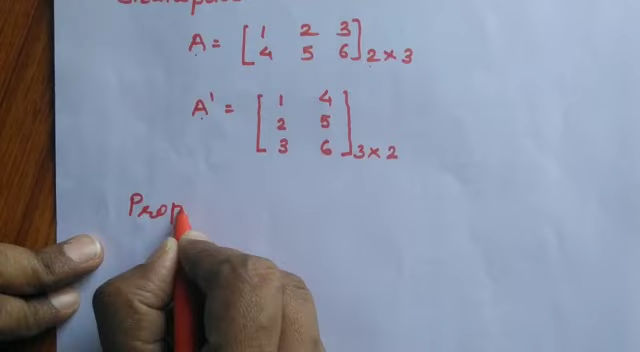 A = [ 1 2 3
4 5 6 ] 2 × 3
A' = [ 1 4
2 5
3 6 ] 3 × 2
Prop